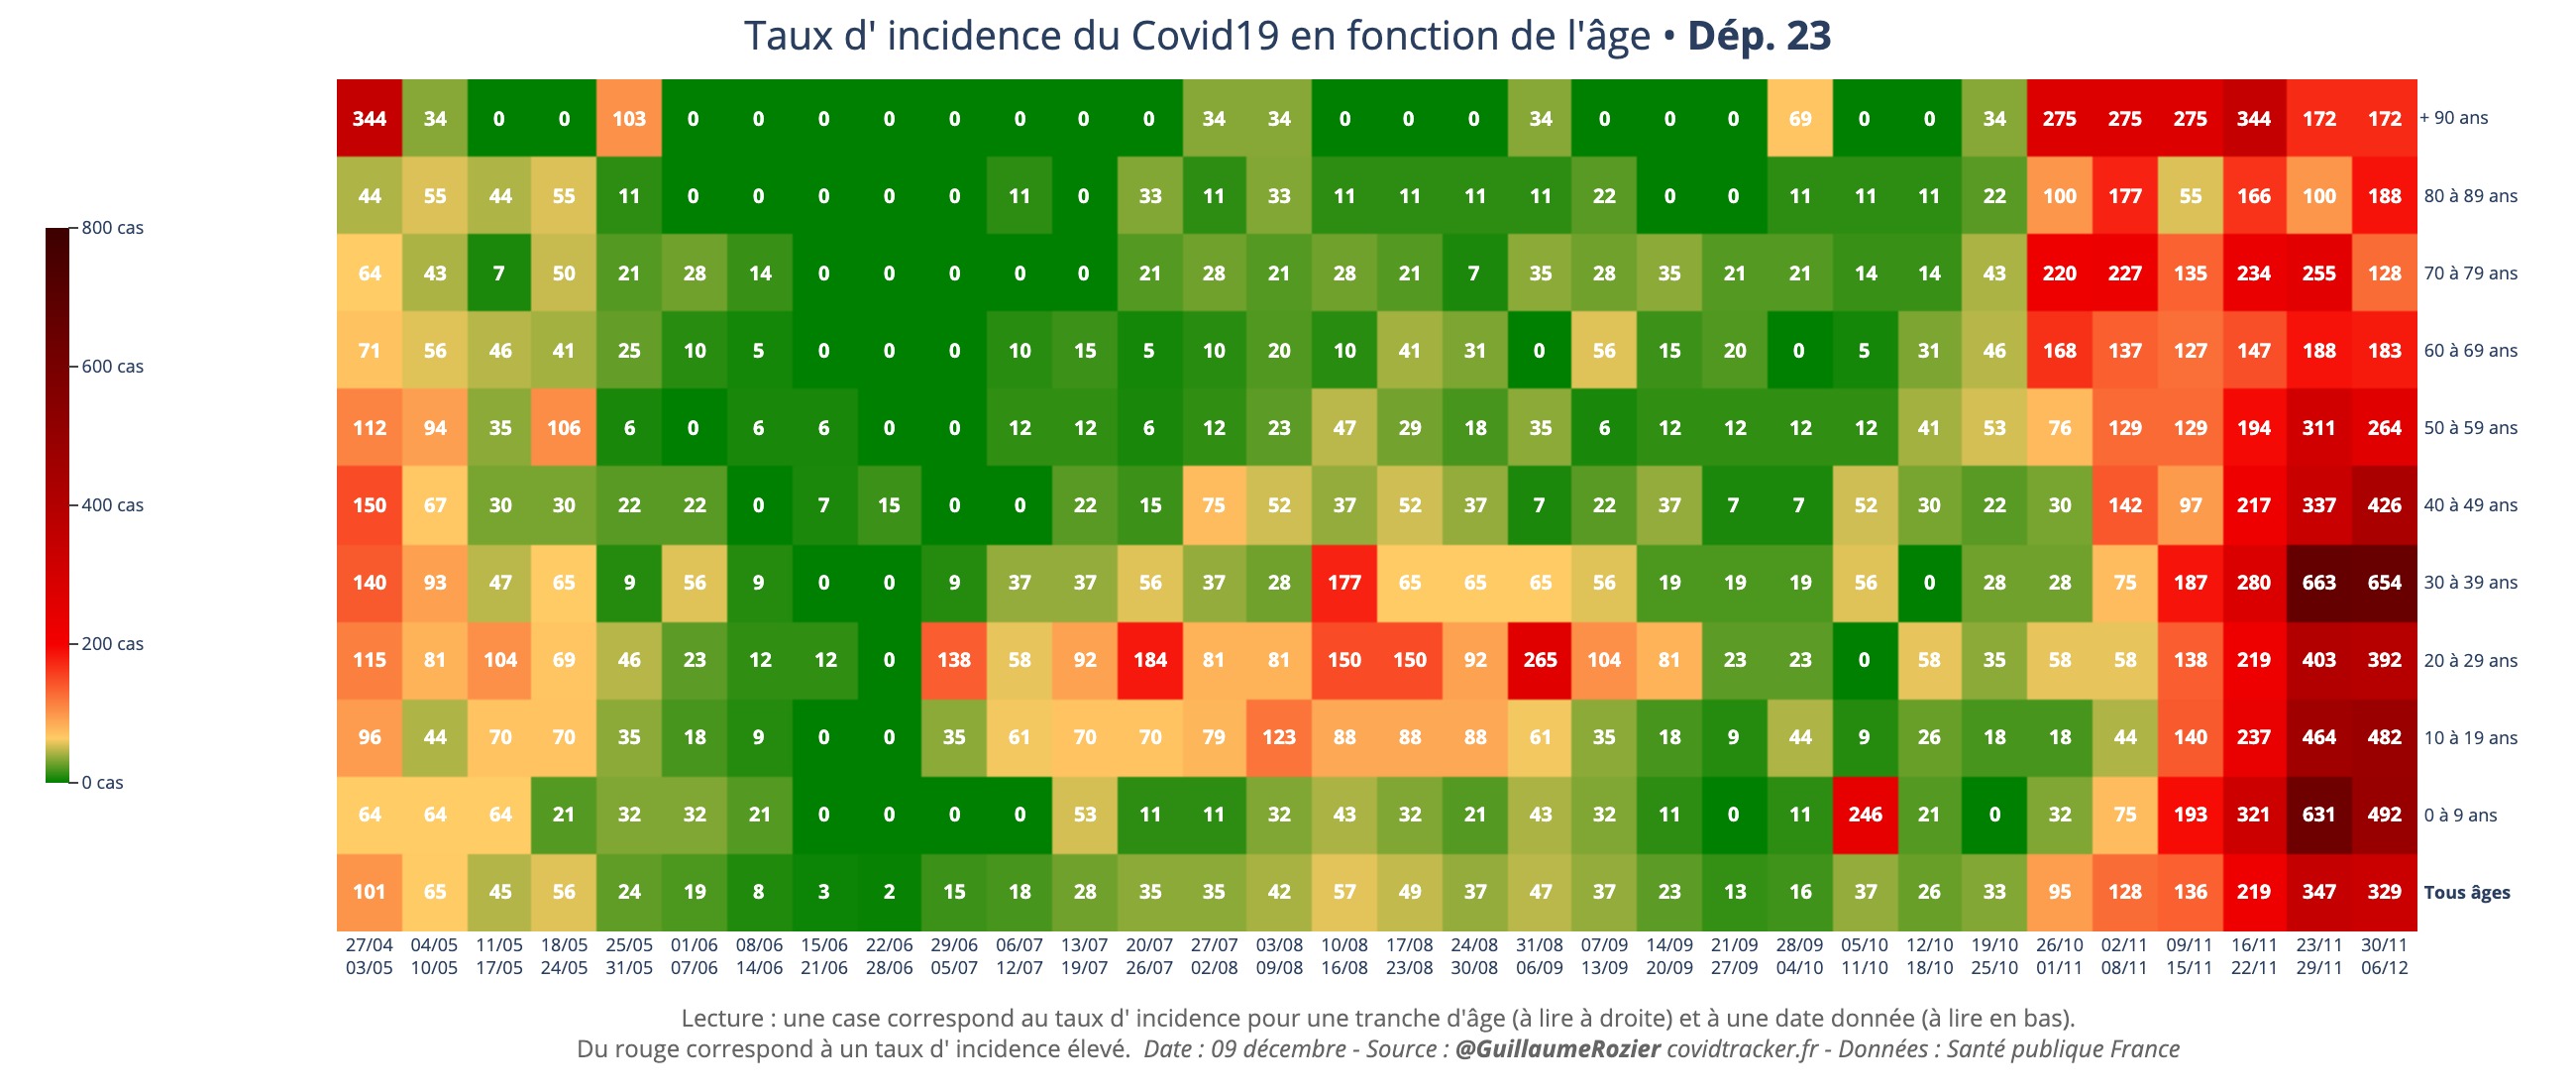 Taux d' incidence du Covid19 en fonction de l'âge • Dép. 23
344 34 0 0 103 0 0 0 0 0 0 0 0 34 34 0 0 0 34 0 0 0 69 0 0 34 275 275 275 344 172 172 + 90 ans
44 55 44 55 11 0 0 0 0 0 11 0 33 11 33 11 11 11 11 22 0 0 11 11 11 22 100 177 55 166 100 188 80 à 89 ans
800 cas
64 43 7 50 21 28 14 0 0 0 0 0 21 28 21 28 21 7 35 28 35 21 21 14 14 43 220 227 135 234 255 128 70 à 79 ans
71 56 46 41 25 10 5 0 0 0 10 15 5 10 20 10 41 31 0 56 15 20 0 5 31 46 168 137 127 147 188 183 60 à 69 ans
600 cas
112 94 35 106 6 0 6 6 0 0 12 12 6 12 23 47 29 18 35 6 12 12 12 12 41 53 76 129 129 194 311 264 50 à 59 ans
400 cas
150 67 30 30 22 22 0 7 15 0 0 22 15 75 52 37 52 37 7 22 37 7 7 52 30 22 30 142 97 217 337 426 40 à 49 ans
140 93 47 65 9 56 9 0 0 9 37 37 56 37 28 177 65 65 65 56 19 19 19 56 0 28 28 75 187 280 663 654 30 à 39 ans
200 cas
115 81 104 69 46 23 12 12 0 138 58 92 184 81 81 150 150 92 265 104 81 23 23 0 58 35 58 58 138 219 403 392 20 à 29 ans
96 44 70 70 35 18 9 0 0 35 61 70 70 79 123 88 88 88 61 35 18 9 44 9 26 18 18 44 140 237 464 482 10 à 19 ans
0 cas
64 64 64 21 32 32 21 0 0 0 0 53 11 11 32 43 32 21 43 32 11 0 11 246 21 0 32 75 193 321 631 492 0 à 9 ans
101 65 45 56 24 19 8 3 2 15 18 28 35 35 42 57 49 37 47 37 23 13 16 37 26 33 95 128 136 219 347 329 Tous âges
27/04 04/05 11/05 18/05 25/05 01/06 08/06 15/06 22/06 29/06 06/07 13/07 20/07 27/07 03/08 10/08 17/08 24/08 31/08 07/09 14/09 21/09 28/09 05/10 12/10 19/10 26/10 02/11 09/11 16/11 23/11 30/11
03/05 10/05 17/05 24/05 31/05 07/06 14/06 21/06 28/06 05/07 12/07 19/07 26/07 02/08 09/08 16/08 23/08 30/08 06/09 13/09 20/09 27/09 04/10 11/10 18/10 25/10 01/11 08/11 15/11 22/11 29/11 06/12
Lecture : une case correspond au taux d' incidence pour une tranche d'âge (à lire à droite) et à une date donnée (à lire en bas).
Du rouge correspond à un taux d' incidence élevé. Date : 09 décembre - Source : @GuillaumeRozier covidtracker.fr - Données : Santé publique France